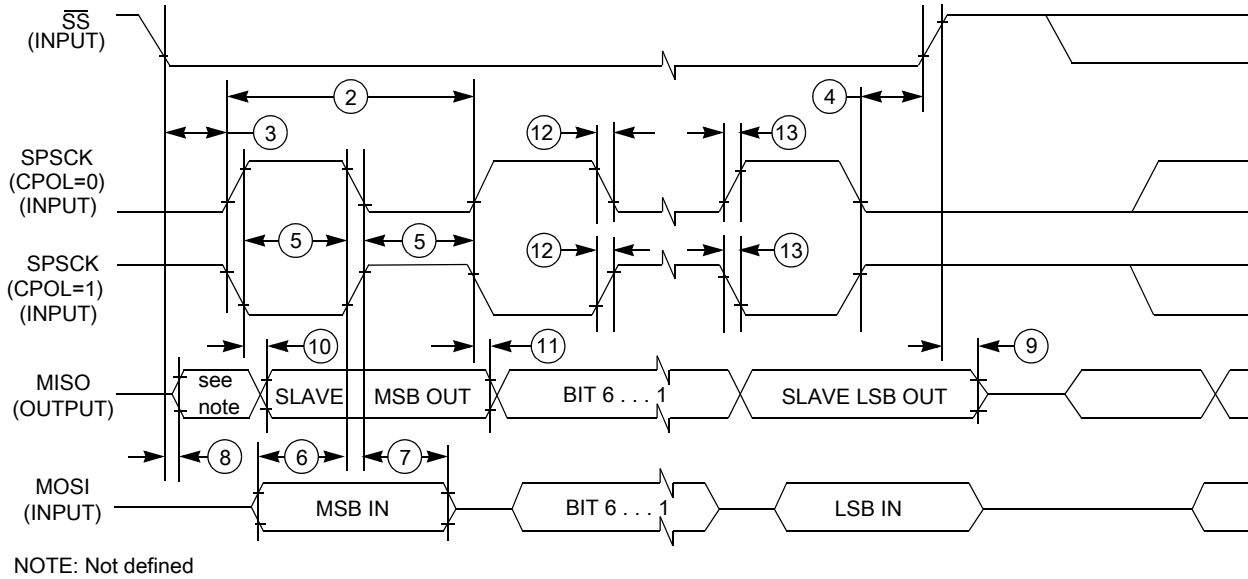 SS
(INPUT)
2
4
3
12
13
SPSCK
(CPOL=0)
(INPUT)
5
5
12
13
SPSCK
(CPOL=1)
(INPUT)
10
11
9
MISO
(OUTPUT)
see
note
SLAVE
MSB OUT
BIT 6 . . . 1
SLAVE LSB OUT
8
6
7
MOSI
(INPUT)
MSB IN
BIT 6 . . . 1
LSB IN
NOTE: Not defined